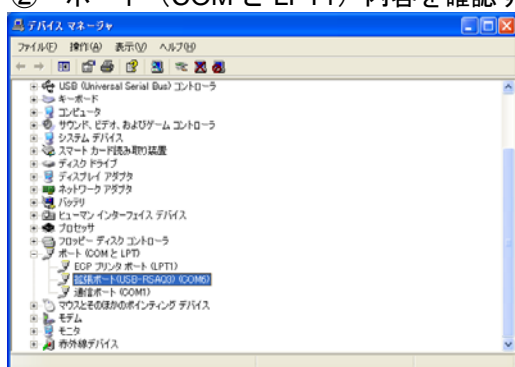 ② ポート（COM と LPT1）内容を確認す
デバイス マネージャ
ファイル(F) 操作(A) 表示(V) ヘルプ(H)
USB (Universal Serial Bus) コントローラ
キーボード
コンピュータ
サウンド、ビデオ、およびゲーム コントローラ
システム デバイス
スマート カード読み取り装置
ディスク ドライブ
ディスプレイ アダプタ
ネットワーク アダプタ
バッテリ
ヒューマン インターフェイス デバイス
プロセッサ
フロッピー ディスク コントローラ
ポート (COM と LPT)
ECP プリンタ ポート (LPT1)
拡張ポート(USB-RSAQ3) (COM6)
通信ポート (COM1)
マウスとそのほかのポインティング デバイス
モデム
モニタ
赤外線デバイス